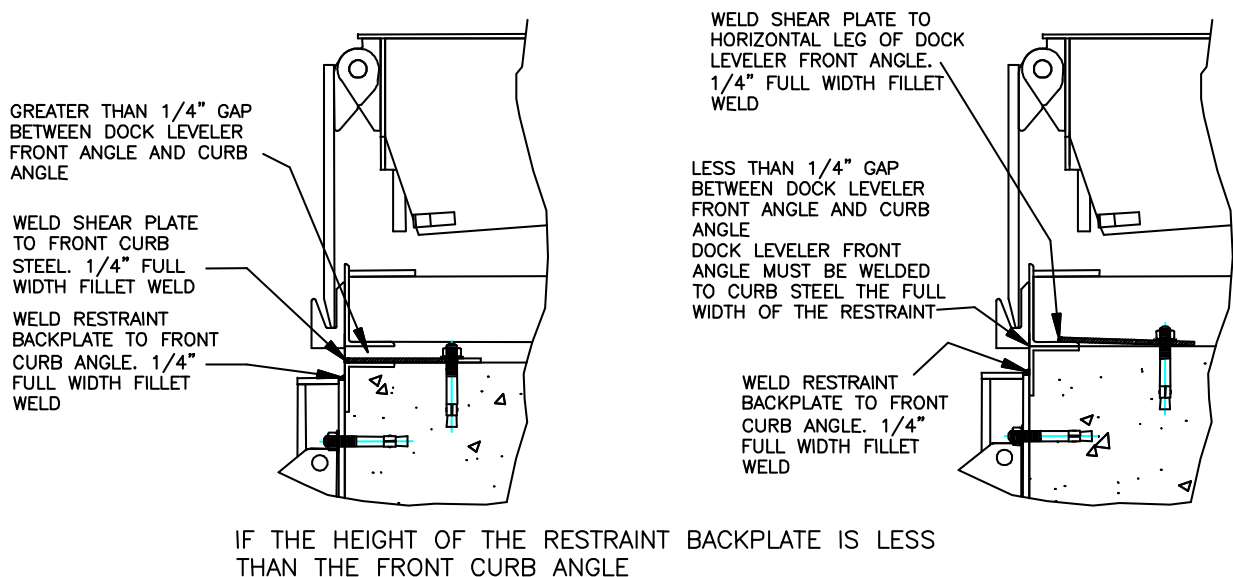 GREATER THAN 1/4” GAP
BETWEEN DOCK LEVELER
FRONT ANGLE AND CURB
ANGLE
WELD SHEAR PLATE
TO FRONT CURB
STEEL. 1/4” FULL
WIDTH FILLET WELD
WELD RESTRAINT
BACKPLATE TO FRONT
CURB ANGLE. 1/4”
FULL WIDTH FILLET
WELD
WELD SHEAR PLATE TO
HORIZONTAL LEG OF DOCK
LEVELER FRONT ANGLE.
1/4” FULL WIDTH FILLET
WELD
LESS THAN 1/4” GAP
BETWEEN DOCK LEVELER
FRONT ANGLE AND CURB
ANGLE
DOCK LEVELER FRONT
ANGLE MUST BE WELDED
TO CURB STEEL THE FULL
WIDTH OF THE RESTRAINT
WELD RESTRAINT
BACKPLATE TO FRONT
CURB ANGLE. 1/4”
FULL WIDTH FILLET
WELD
IF THE HEIGHT OF THE RESTRAINT BACKPLATE IS LESS
THAN THE FRONT CURB ANGLE